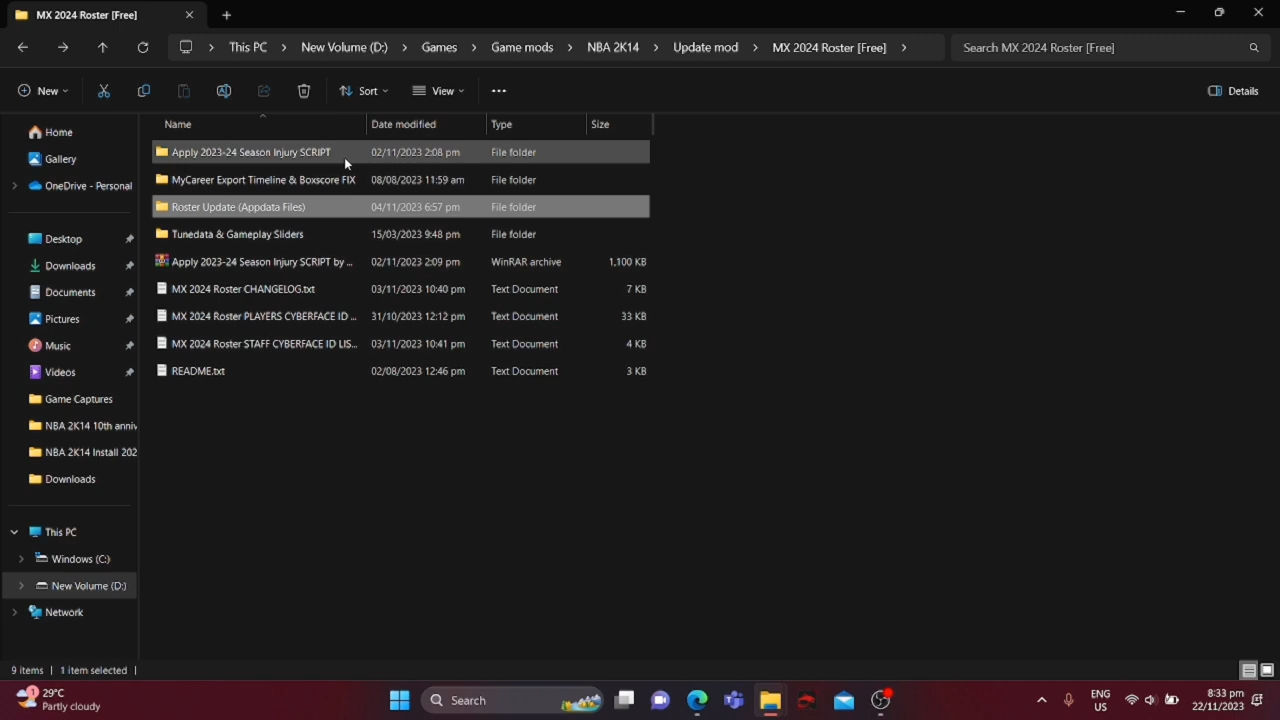 MX 2024 Roster [Free]
This PC > New Volume (D:) > Games > Game mods > NBA 2K14 > Update mod > MX 2024 Roster [Free] >
Search MX 2024 Roster [Free]
New
Sort
View
Details
Name Date modified Type Size
Home
Gallery
OneDrive - Personal
Desktop
Downloads
Documents
Pictures
Music
Videos
Game Captures
NBA 2K14 10th anniv
NBA 2K14 Install 202
Downloads
This PC
Windows (C:)
New Volume (D:)
Network
Apply 2023-24 Season Injury SCRIPT 02/11/2023 2:08 pm File folder
MyCareer Export Timeline & Boxscore FIX 08/08/2023 11:59 am File folder
Roster Update (Appdata Files) 04/11/2023 6:57 pm File folder
Tunedata & Gameplay Sliders 15/03/2023 9:48 pm File folder
Apply 2023-24 Season Injury SCRIPT by ... 02/11/2023 2:09 pm WinRAR archive 1,100 KB
MX 2024 Roster CHANGELOG.txt 03/11/2023 10:40 pm Text Document 7 KB
MX 2024 Roster PLAYERS CYBERFACE ID ... 31/10/2023 12:12 pm Text Document 33 KB
MX 2024 Roster STAFF CYBERFACE ID LIS... 03/11/2023 10:41 pm Text Document 4 KB
README.txt 02/08/2023 12:46 pm Text Document 3 KB
9 items | 1 item selected |
1
29°C
Partly cloudy
Search
ENG
US
8:33 pm
22/11/2023